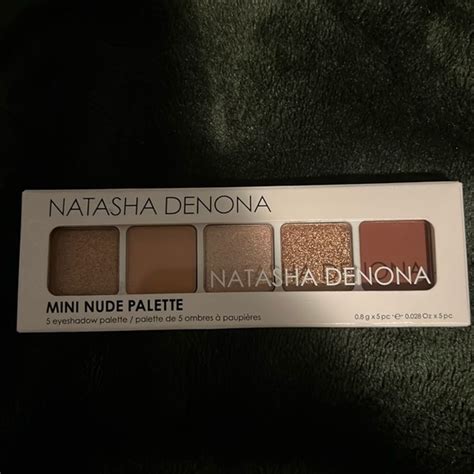 NATASHA DENONA
NATASHA DENONA
MINI NUDE PALETTE
5 eyeshadow palette / palette de 5 ombres à paupières
0.8 g x 5 pc ℮ 0.028 Oz x 5 pc